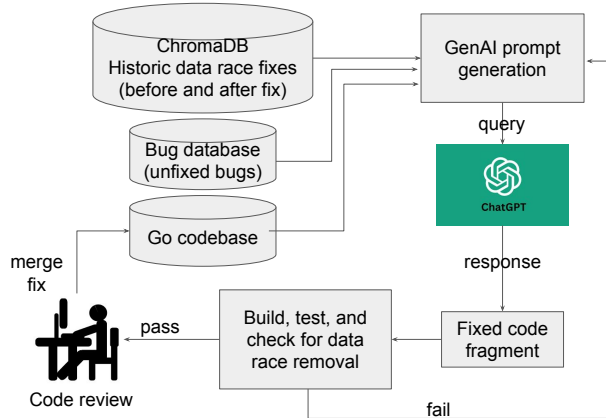 ChromaDB
Historic data race fixes
(before and after fix)
GenAI prompt
generation
Bug database
(unfixed bugs)
query
ChatGPT
Go codebase
merge
fix
response
pass
Build, test, and
check for data
race removal
Fixed code
fragment
Code review
fail